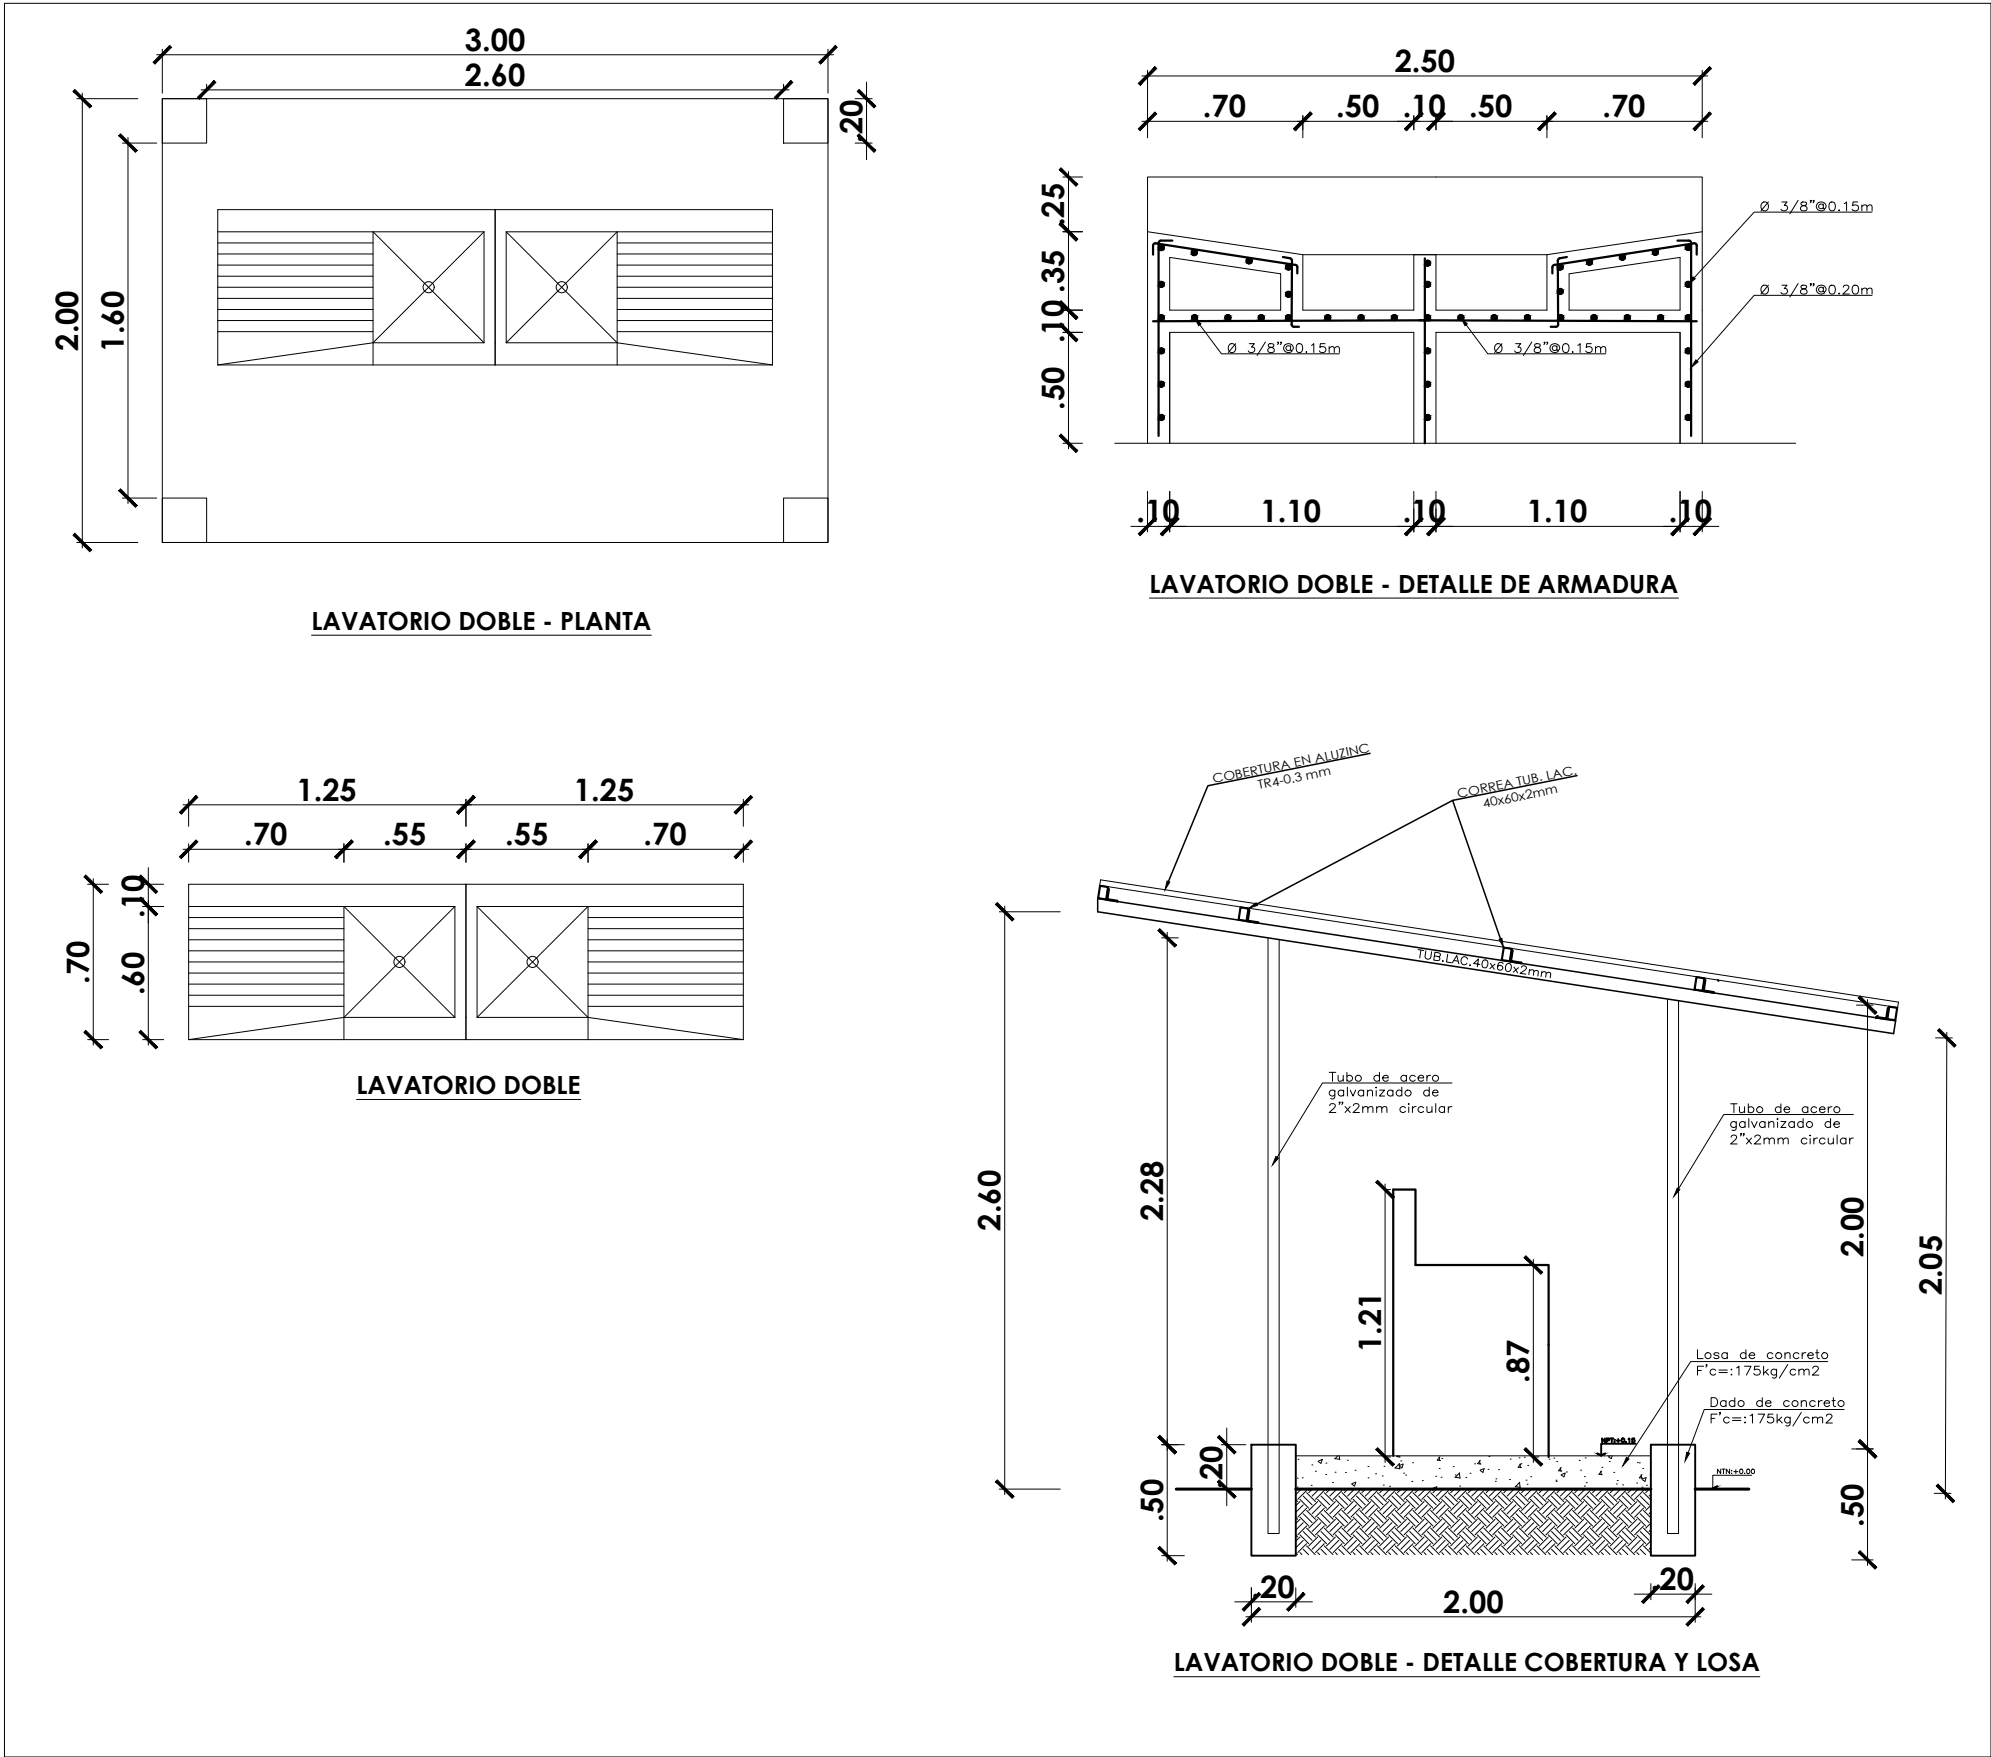 3.00
2.60
.20
2.00
1.60
LAVATORIO DOBLE - PLANTA
2.50
.70 .50 .10 .50 .70
.25
.35
.10
.50
Ø 3/8"@0.15m
Ø 3/8"@0.20m
Ø 3/8"@0.15m
Ø 3/8"@0.15m
.10 1.10 .10 1.10 .10
LAVATORIO DOBLE - DETALLE DE ARMADURA
1.25 1.25
.70 .55 .55 .70
.10
.70
.60
LAVATORIO DOBLE
COBERTURA EN ALUZINC
TR4-0.3 mm
CORREA TUB. LAC.
40x60x2mm
TUB.LAC.40x60x2mm
Tubo de acero
galvanizado de
2"x2mm circular
Tubo de acero
galvanizado de
2"x2mm circular
2.60
2.28
2.00
2.05
1.21
.87
Losa de concreto
F'c=:175kg/cm2
Dado de concreto
F'c=:175kg/cm2
NPT:+0.15
NTN:+0.00
.20
.50
.50
.20
.20
2.00
LAVATORIO DOBLE - DETALLE COBERTURA Y LOSA